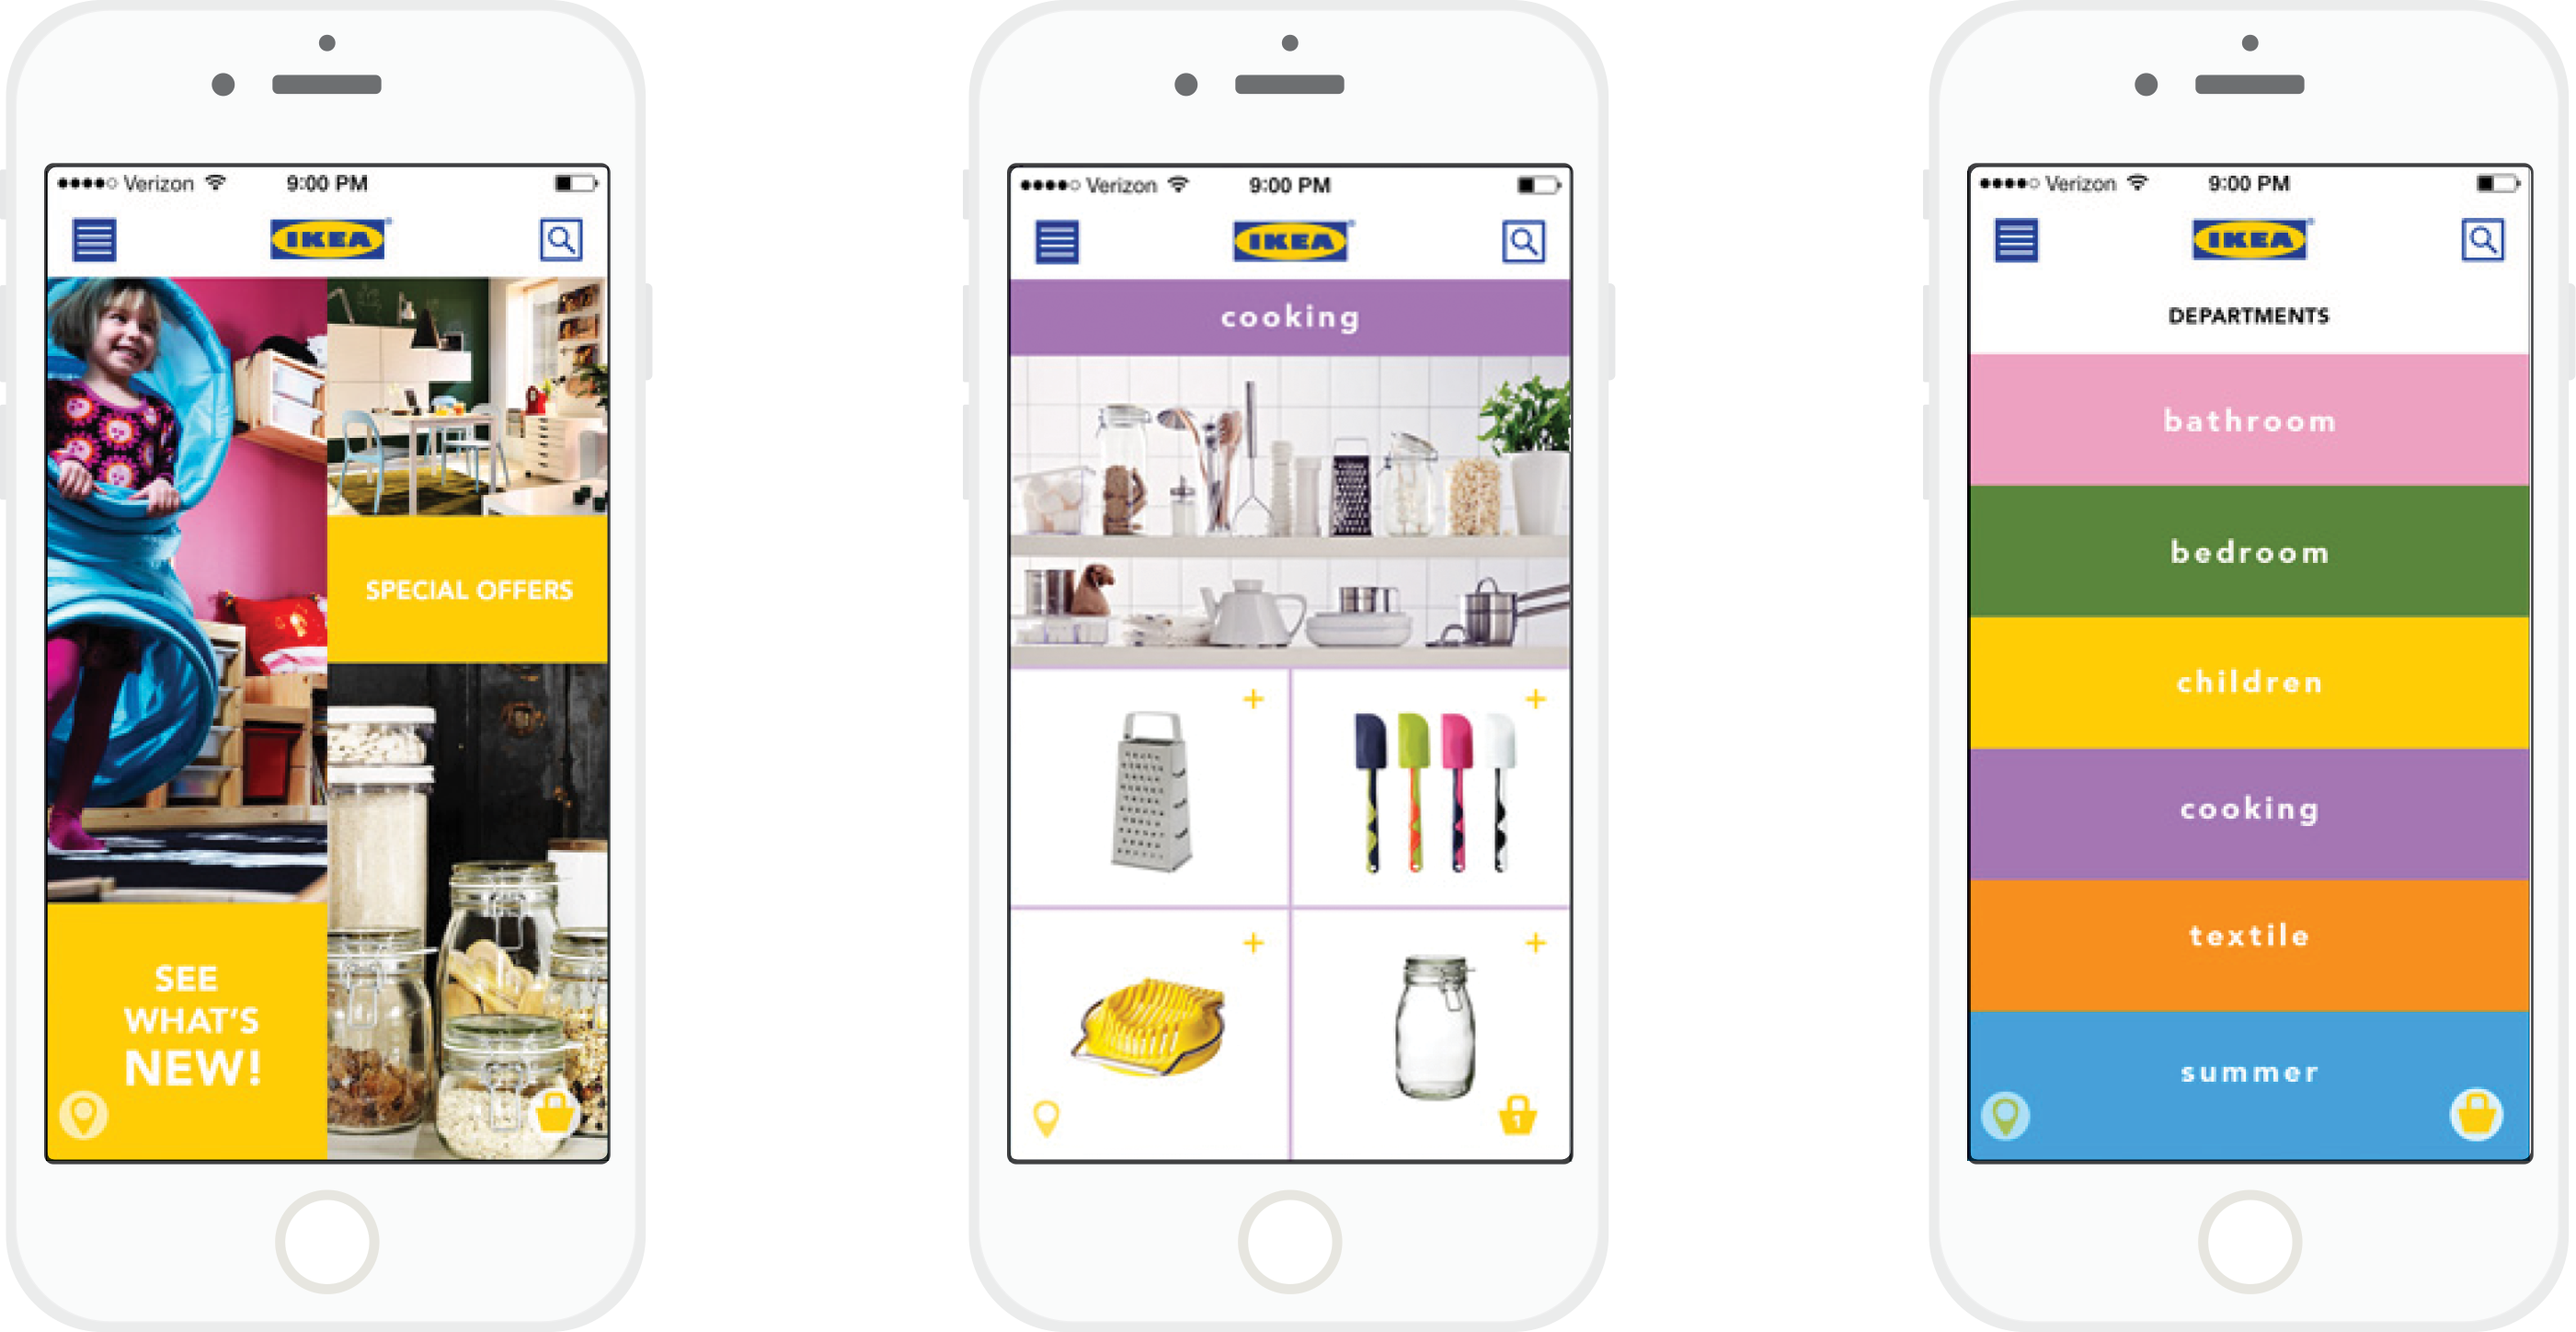 Verizon 9:00 PM
IKEA®
SPECIAL OFFERS
SEE
WHAT'S
NEW!
Verizon 9:00 PM
IKEA®
cooking
1
Verizon 9:00 PM
IKEA®
DEPARTMENTS
bathroom
bedroom
children
cooking
textile
summer